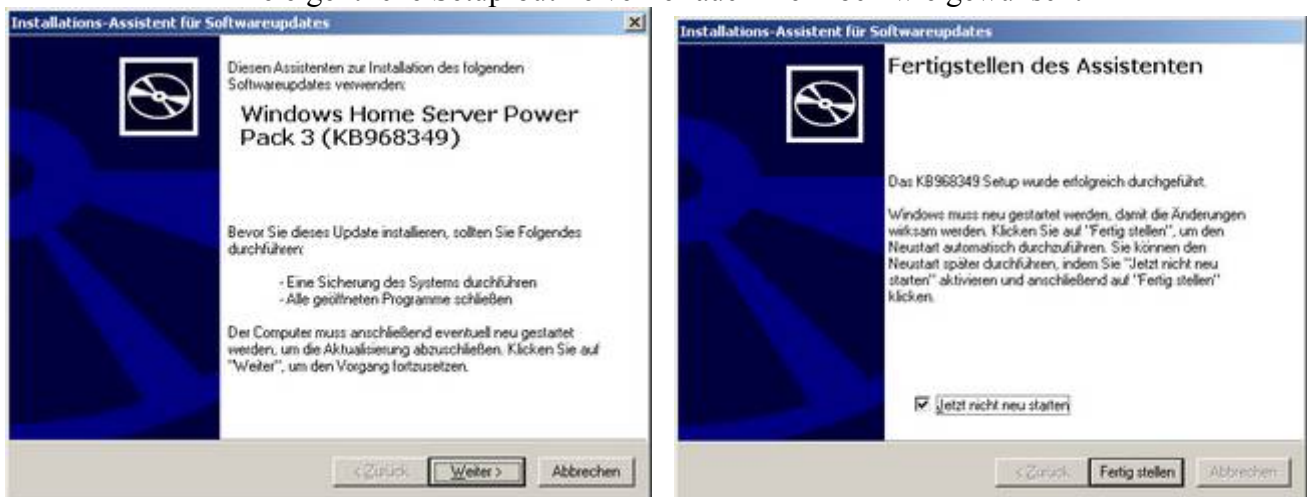 Installations-Assistent für Softwareupdates
Diesen Assistenten zur Installation des folgenden
Softwareupdates verwenden:
Windows Home Server Power
Pack 3 (KB968349)
Bevor Sie dieses Update installieren, sollten Sie Folgendes
durchführen:
- Eine Sicherung des Systems durchführen
- Alle geöffneten Programme schließen
Der Computer muss anschließend eventuell neu gestartet
werden, um die Aktualisierung abzuschließen. Klicken Sie auf
"Weiter", um den Vorgang fortzusetzen.
< Zurück
Weiter >
Abbrechen
Installations-Assistent für Softwareupdates
Fertigstellen des Assistenten
Das KB968349 Setup wurde erfolgreich durchgeführt.
Windows muss neu gestartet werden, damit die Änderungen
wirksam werden. Klicken Sie auf "Fertig stellen", um den
Neustart automatisch durchzuführen. Sie können den
Neustart später durchführen, indem Sie "Jetzt nicht neu
starten" aktivieren und anschließend auf "Fertig stellen"
klicken.
Jetzt nicht neu starten
< Zurück
Fertig stellen
Abbrechen